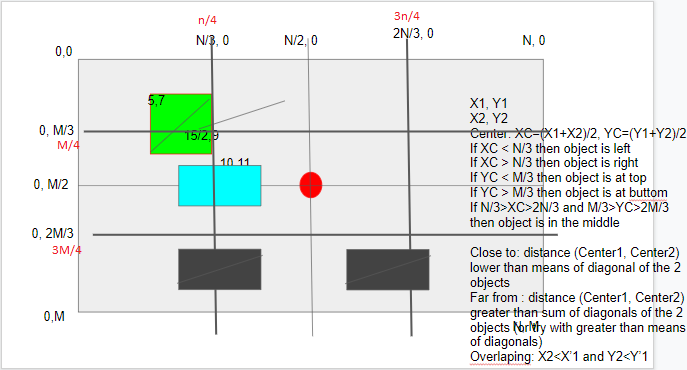 n/4
3n/4
N/3, 0
N/2, 0
2N/3, 0
N, 0
0,0
5,7
0, M/3
15/2,9
M/4
10,11
0, M/2
0, 2M/3
3M/4
0,M
N, M
X1, Y1
X2, Y2
Center: XC=(X1+X2)/2, YC=(Y1+Y2)/2
If XC < N/3 then object is left
If XC > N/3 then object is right
If YC < M/3 then object is at top
If YC > M/3 then object is at buttom
If N/3>XC>2N/3 and M/3>YC>2M/3
then object is in the middle
Close to: distance (Center1, Center2)
lower than means of diagonal of the 2
objects
Far from : distance (Center1, Center2)
greater than sum of diagonals of the 2
objects (or try with greater than means
of diagonals)
Overlaping: X2<X'1 and Y2<Y'1